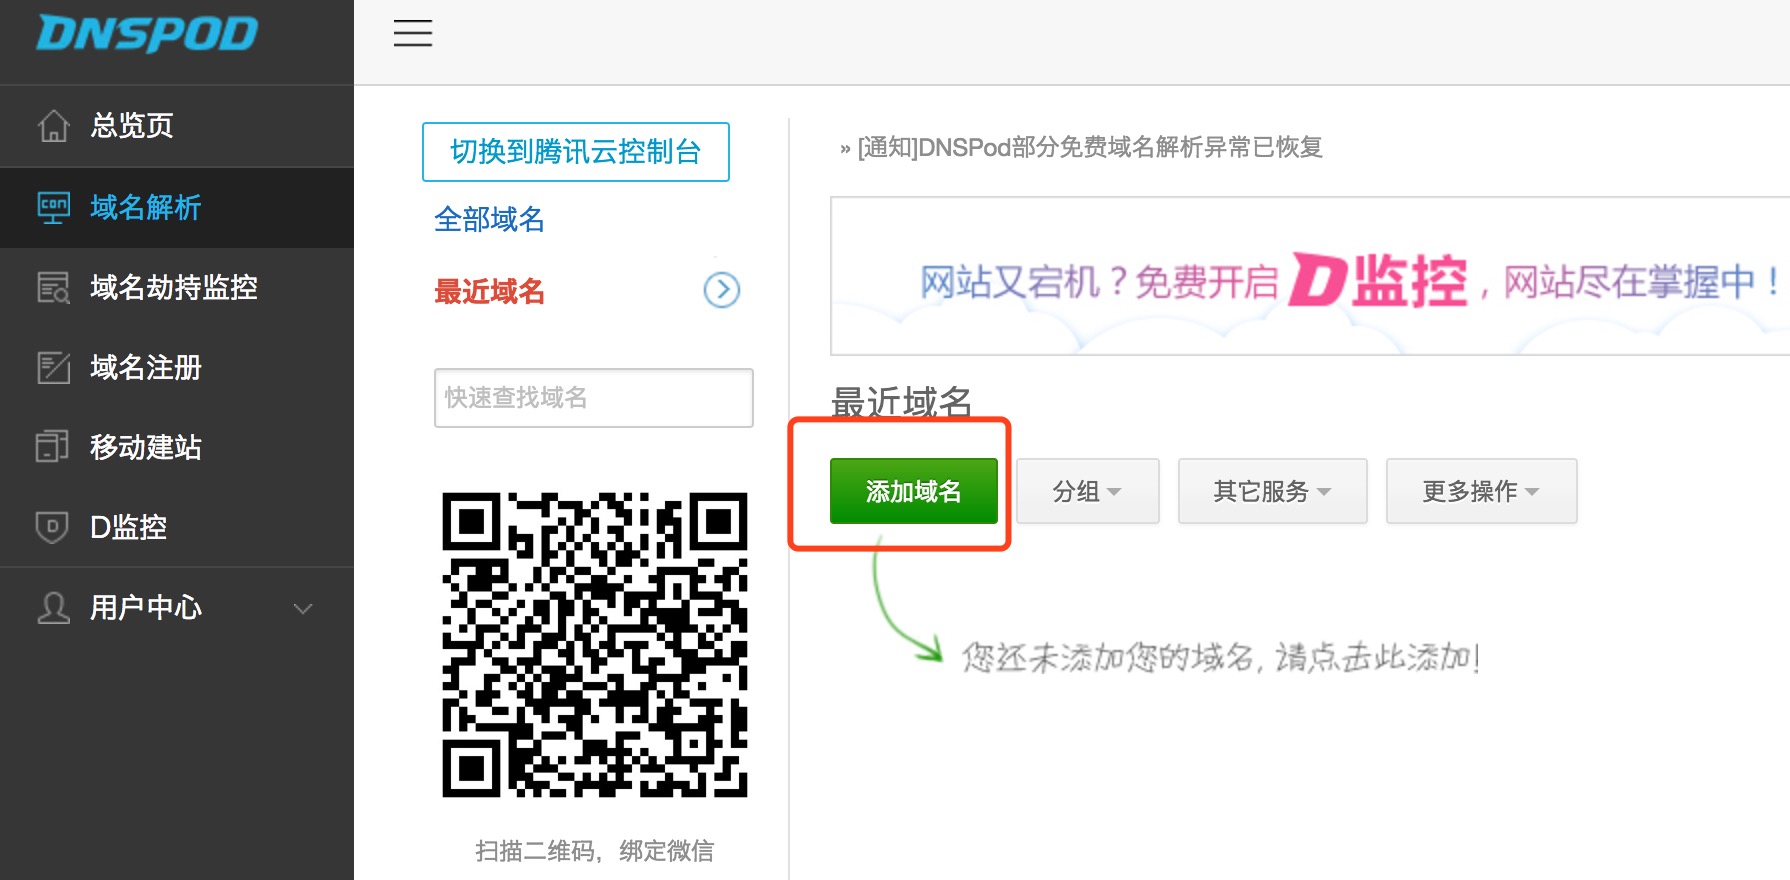 DNSPOD
总览页
域名解析
域名劫持监控
域名注册
移动建站
D监控
用户中心
切换到腾讯云控制台
全部域名
最近域名
快速查找域名
扫描二维码，绑定微信
» [通知]DNSPod部分免费域名解析异常已恢复
网站又宕机？免费开启D监控，网站尽在掌握中！
最近域名
添加域名 分组 其它服务 更多操作
您还未添加您的域名, 请点击此添加!